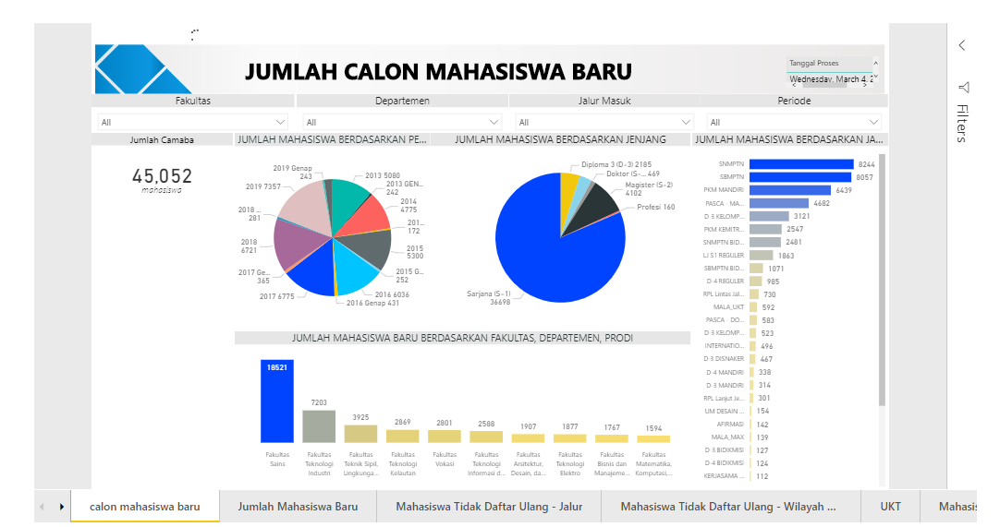 JUMLAH CALON MAHASISWA BARU
Tanggal Proses
Wednesday, March 4, 2
Fakultas
Departemen
Jalur Masuk
Periode
All
All
All
All
Jumlah Camaba
45,052
mahasiswa
JUMLAH MAHASISWA BERDASARKAN PE...
2019 Genap
243
2013 5080
2013 GEN...
242
2014
4775
201...
172
2015
5300
2015 G...
252
2016 6036
2016 Genap 431
2017 6775
2017 Ge...
365
2018
6721
2018 ...
281
2019 7357
JUMLAH MAHASISWA BERDASARKAN JENJANG
Diploma 3 (D-3) 2185
Doktor (S-... 469
Magister (S-2)
4102
Profesi 160
Sarjana (S-1)
36698
JUMLAH MAHASISWA BERDASARKAN JA...
SNMPTN 8244
SBMPTN 8057
PKM MANDIRI 6439
PASCA - MA... 4682
D-3 KELOMP... 3121
PKM KEMITR... 2547
SNMPTN BID... 2481
LJ S1 REGULER 1863
SBMPTN BID... 1071
D-4 REGULER 985
RPL Lintas Jal... 730
MALA_UKT 592
PASCA - DO... 583
D-3 KELOMP... 523
INTERNATIO... 496
D-3 DISNAKER 467
D-4 MANDIRI 338
D-3 MANDIRI 314
RPL Lanjut Je... 301
UM DESAIN ... 154
AFIRMASI 142
MALA_MAX 139
D-3 BIDIKMISI 127
D-4 BIDIKMISI 124
KERJASAMA ... 112
JUMLAH MAHASISWA BARU BERDASARKAN FAKULTAS, DEPARTEMEN, PRODI
18521
7203
3925
2869
2801
2588
1907
1877
1767
1594
Fakultas
Sains
Fakultas
Teknologi
Industri
Fakultas
Teknik Sipil,
Lingkunga...
Fakultas
Teknologi
Kelautan
Fakultas
Vokasi
Fakultas
Teknologi
Informasi d...
Fakultas
Arsitektur,
Desain, da...
Fakultas
Teknologi
Elektro
Fakultas
Bisnis dan
Manajeme...
Fakultas
Matematika,
Komputasi,...
Filters
calon mahasiswa baru
Jumlah Mahasiswa Baru
Mahasiswa Tidak Daftar Ulang - Jalur
Mahasiswa Tidak Daftar Ulang - Wilayah ...
UKT
Mahasis